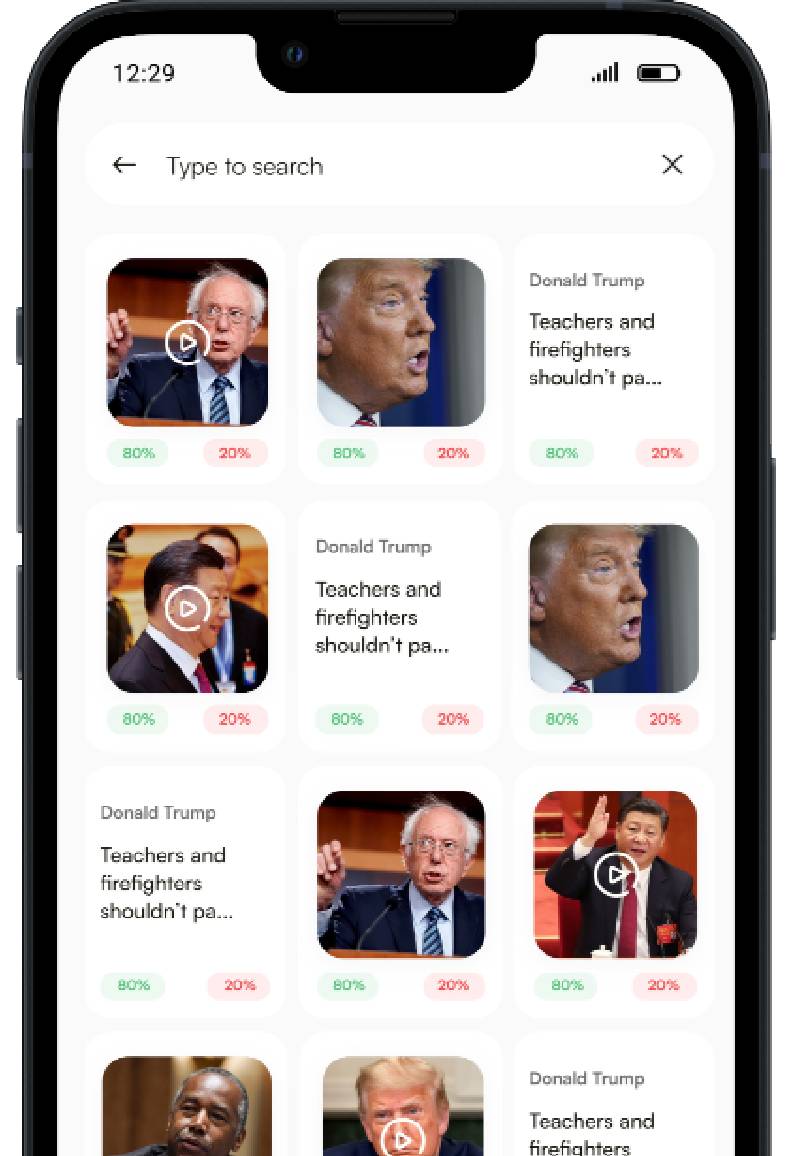 12:29
Type to search
Donald Trump
Teachers and
firefighters
shouldn't pa...
80% 20% 80% 20% 80% 20%
Donald Trump
Teachers and
firefighters
shouldn't pa...
80% 20% 80% 20% 80% 20%
Donald Trump
Teachers and
firefighters
shouldn't pa...
80% 20% 80% 20% 80% 20%
Donald Trump
Teachers and
firefighters